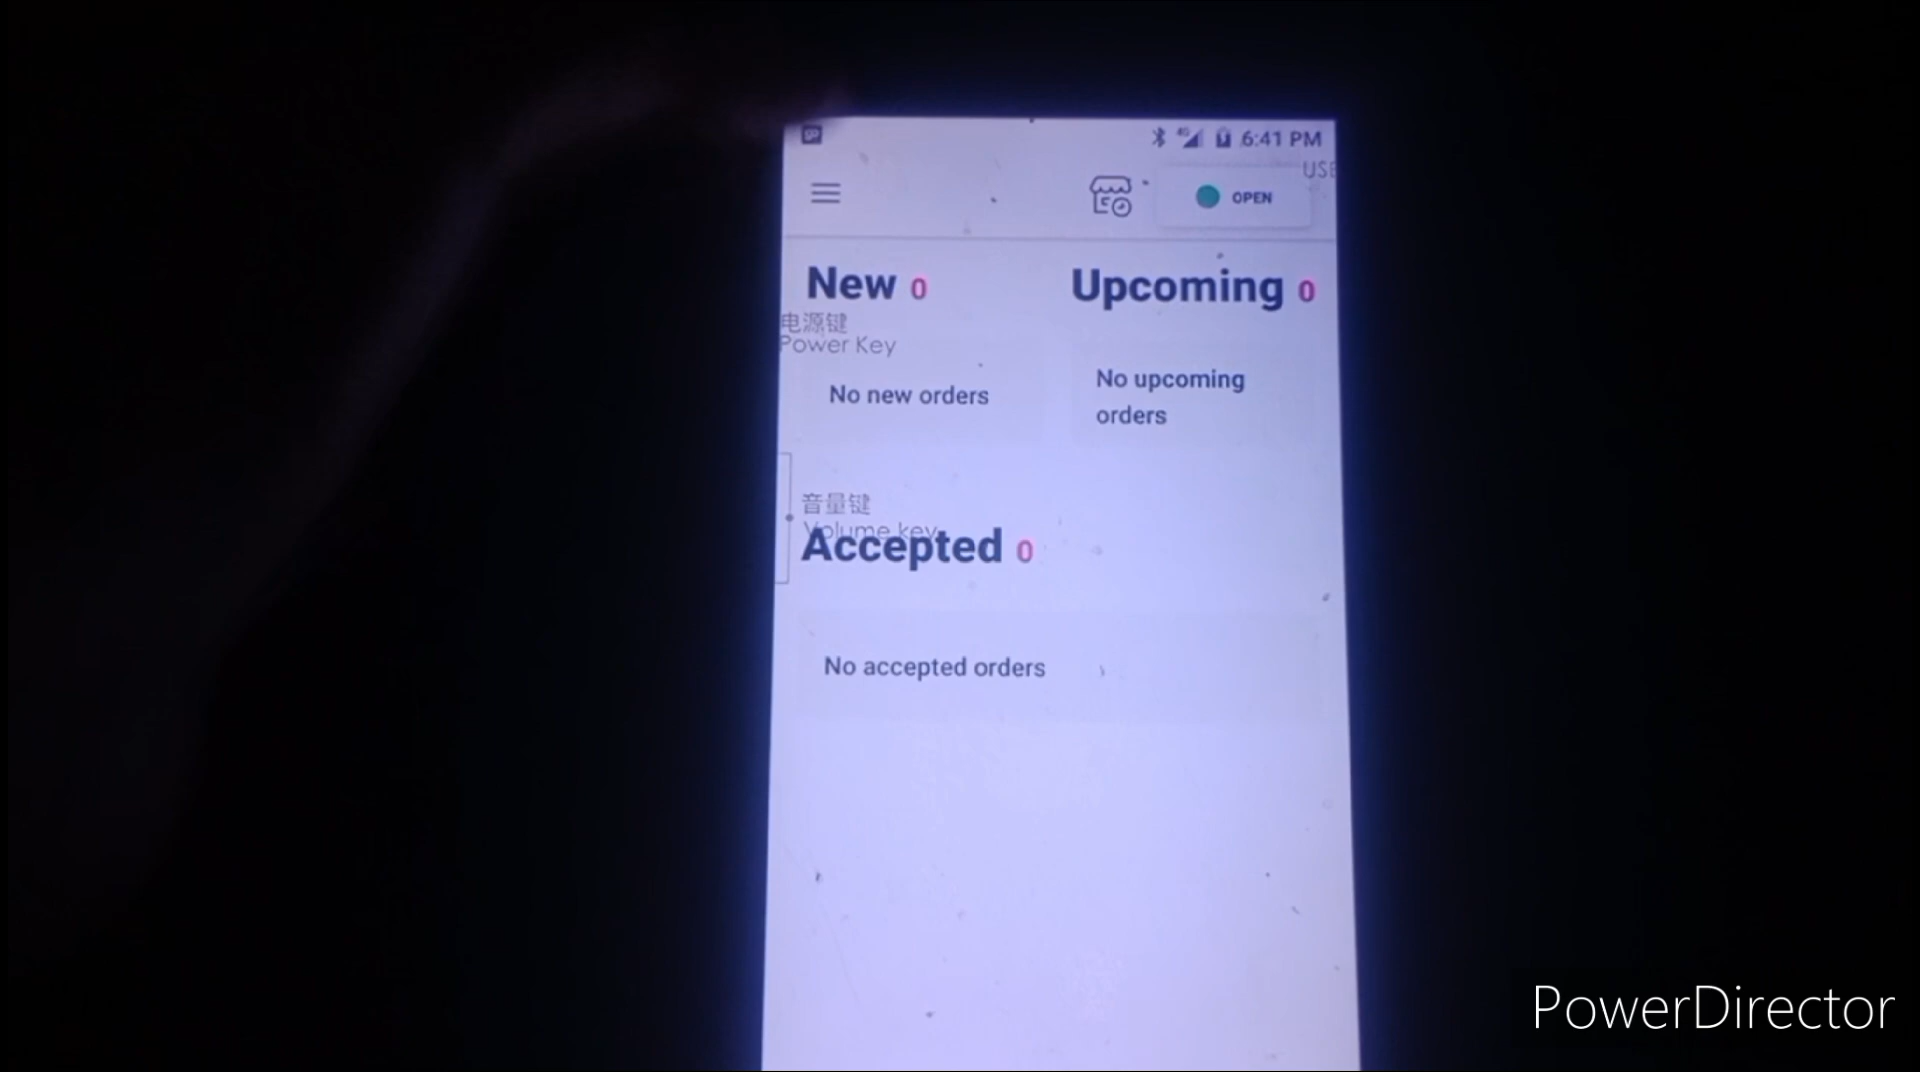 6:41 PM
USE
OPEN
New 0
Upcoming 0
电源键
Power Key
No new orders
No upcoming
orders
音量键
Volume key
Accepted 0
No accepted orders
PowerDirector